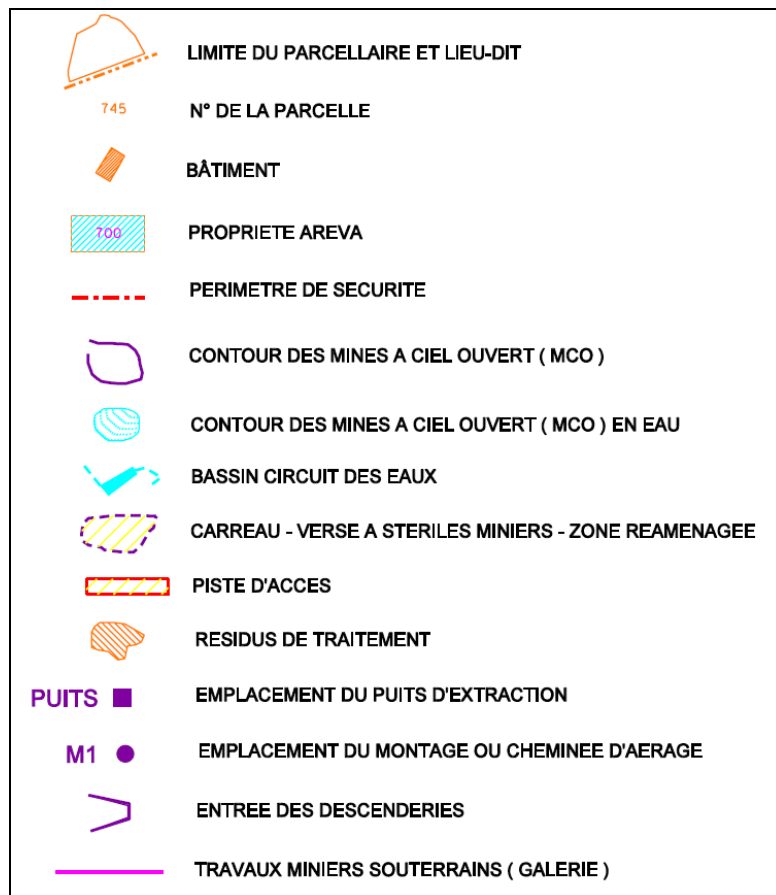 LIMITE DU PARCELLAIRE ET LIEU-DIT
745 N° DE LA PARCELLE
BÂTIMENT
700 PROPRIETE AREVA
PERIMETRE DE SECURITE
CONTOUR DES MINES A CIEL OUVERT ( MCO )
CONTOUR DES MINES A CIEL OUVERT ( MCO ) EN EAU
BASSIN CIRCUIT DES EAUX
CARREAU - VERSE A STERILES MINIERS - ZONE REAMENAGEE
PISTE D'ACCES
RESIDUS DE TRAITEMENT
PUITS EMPLACEMENT DU PUITS D'EXTRACTION
M1 EMPLACEMENT DU MONTAGE OU CHEMINEE D'AERAGE
ENTREE DES DESCENDERIES
TRAVAUX MINIERS SOUTERRAINS ( GALERIE )